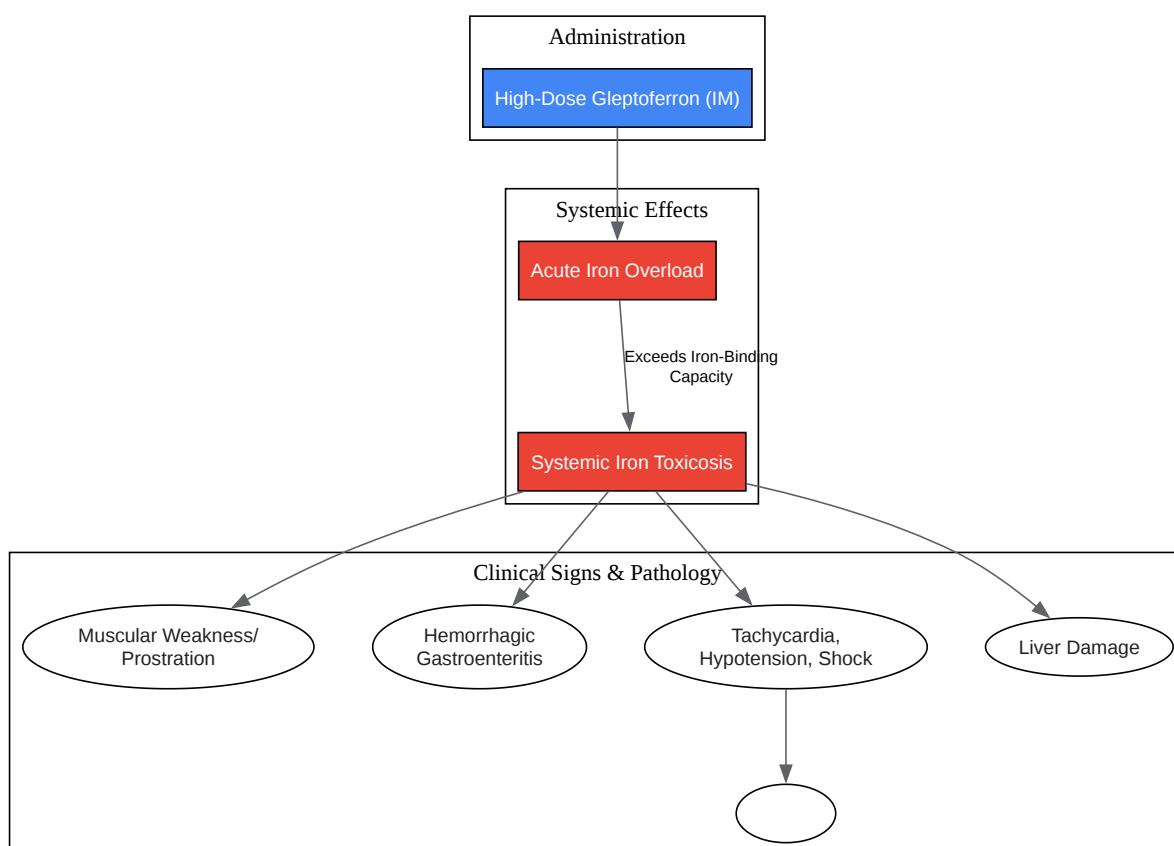 Administration
High-Dose Gleptoferron (IM)
Systemic Effects
Acute Iron Overload
Exceeds Iron-Binding
Capacity
Systemic Iron Toxicosis
Clinical Signs & Pathology
Muscular Weakness/
Prostration
Hemorrhagic
Gastroenteritis
Tachycardia,
Hypotension, Shock
Liver Damage